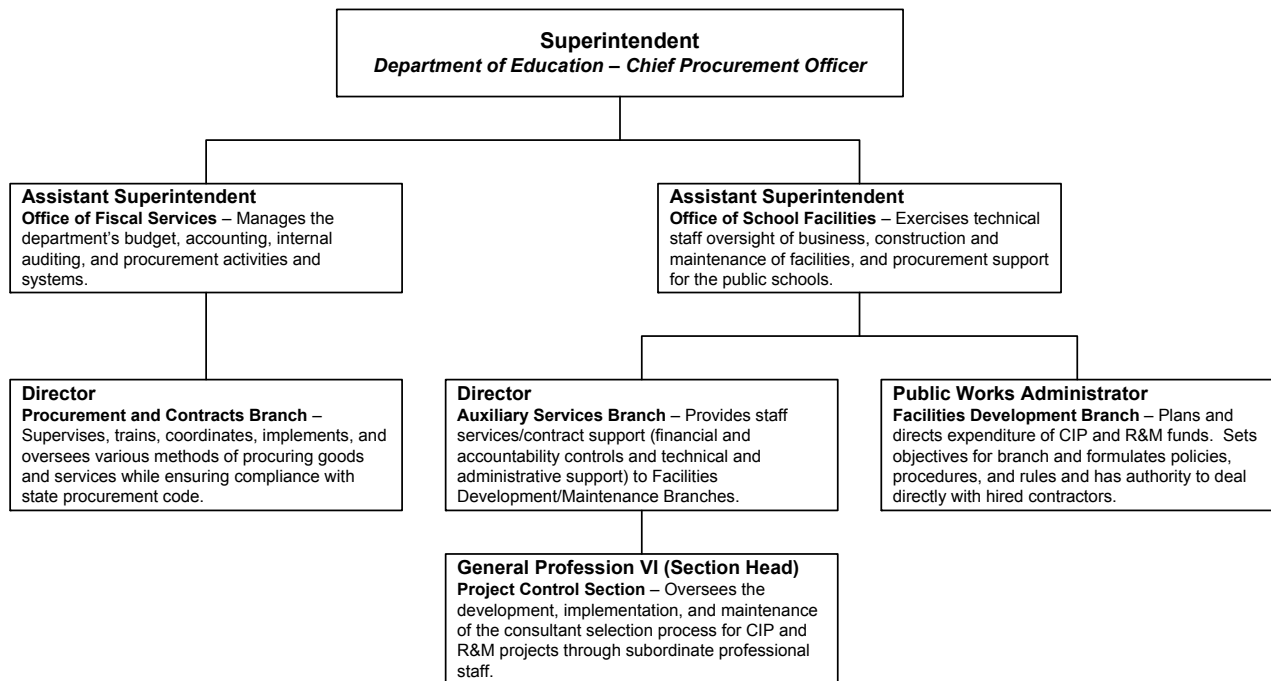 Superintendent
Department of Education – Chief Procurement Officer
Assistant Superintendent
Office of Fiscal Services – Manages the
department's budget, accounting, internal
auditing, and procurement activities and
systems.
Assistant Superintendent
Office of School Facilities – Exercises technical
staff oversight of business, construction and
maintenance of facilities, and procurement support
for the public schools.
Director
Procurement and Contracts Branch –
Supervises, trains, coordinates, implements, and
oversees various methods of procuring goods
and services while ensuring compliance with
state procurement code.
Director
Auxiliary Services Branch – Provides staff
services/contract support (financial and
accountability controls and technical and
administrative support) to Facilities
Development/Maintenance Branches.
Public Works Administrator
Facilities Development Branch – Plans and
directs expenditure of CIP and R&M funds.  Sets
objectives for branch and formulates policies,
procedures, and rules and has authority to deal
directly with hired contractors.
General Profession VI (Section Head)
Project Control Section – Oversees the
development, implementation, and maintenance
of the consultant selection process for CIP and
R&M projects through subordinate professional
staff.